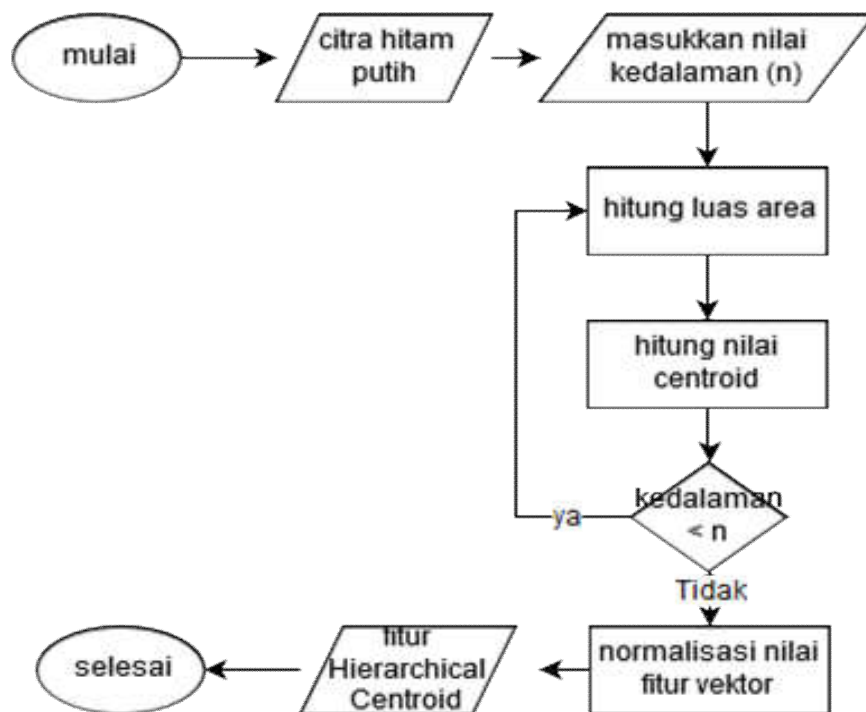 mulai
citra hitam
putih
masukkan nilai
kedalaman (n)
hitung luas area
hitung nilai
centroid
kedalaman
< n
ya
Tidak
normalisasi nilai
fitur vektor
fitur
Hierarchical
Centroid
selesai